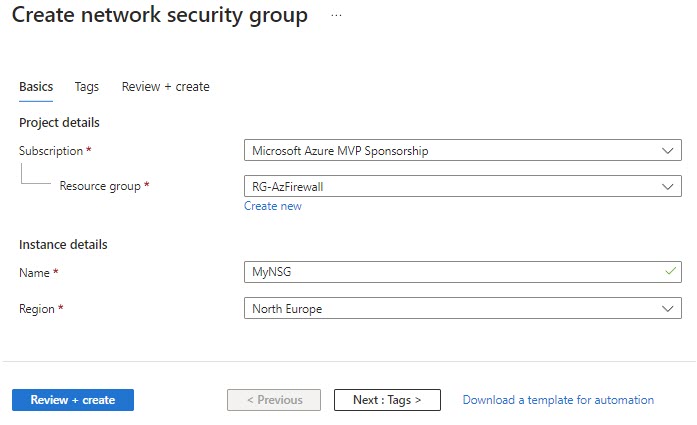 Create network security group ...
Basics Tags Review + create
Project details
Subscription * Microsoft Azure MVP Sponsorship
Resource group * RG-AzFirewall
Create new
Instance details
Name * MyNSG
Region * North Europe
Review + create < Previous Next : Tags > Download a template for automation